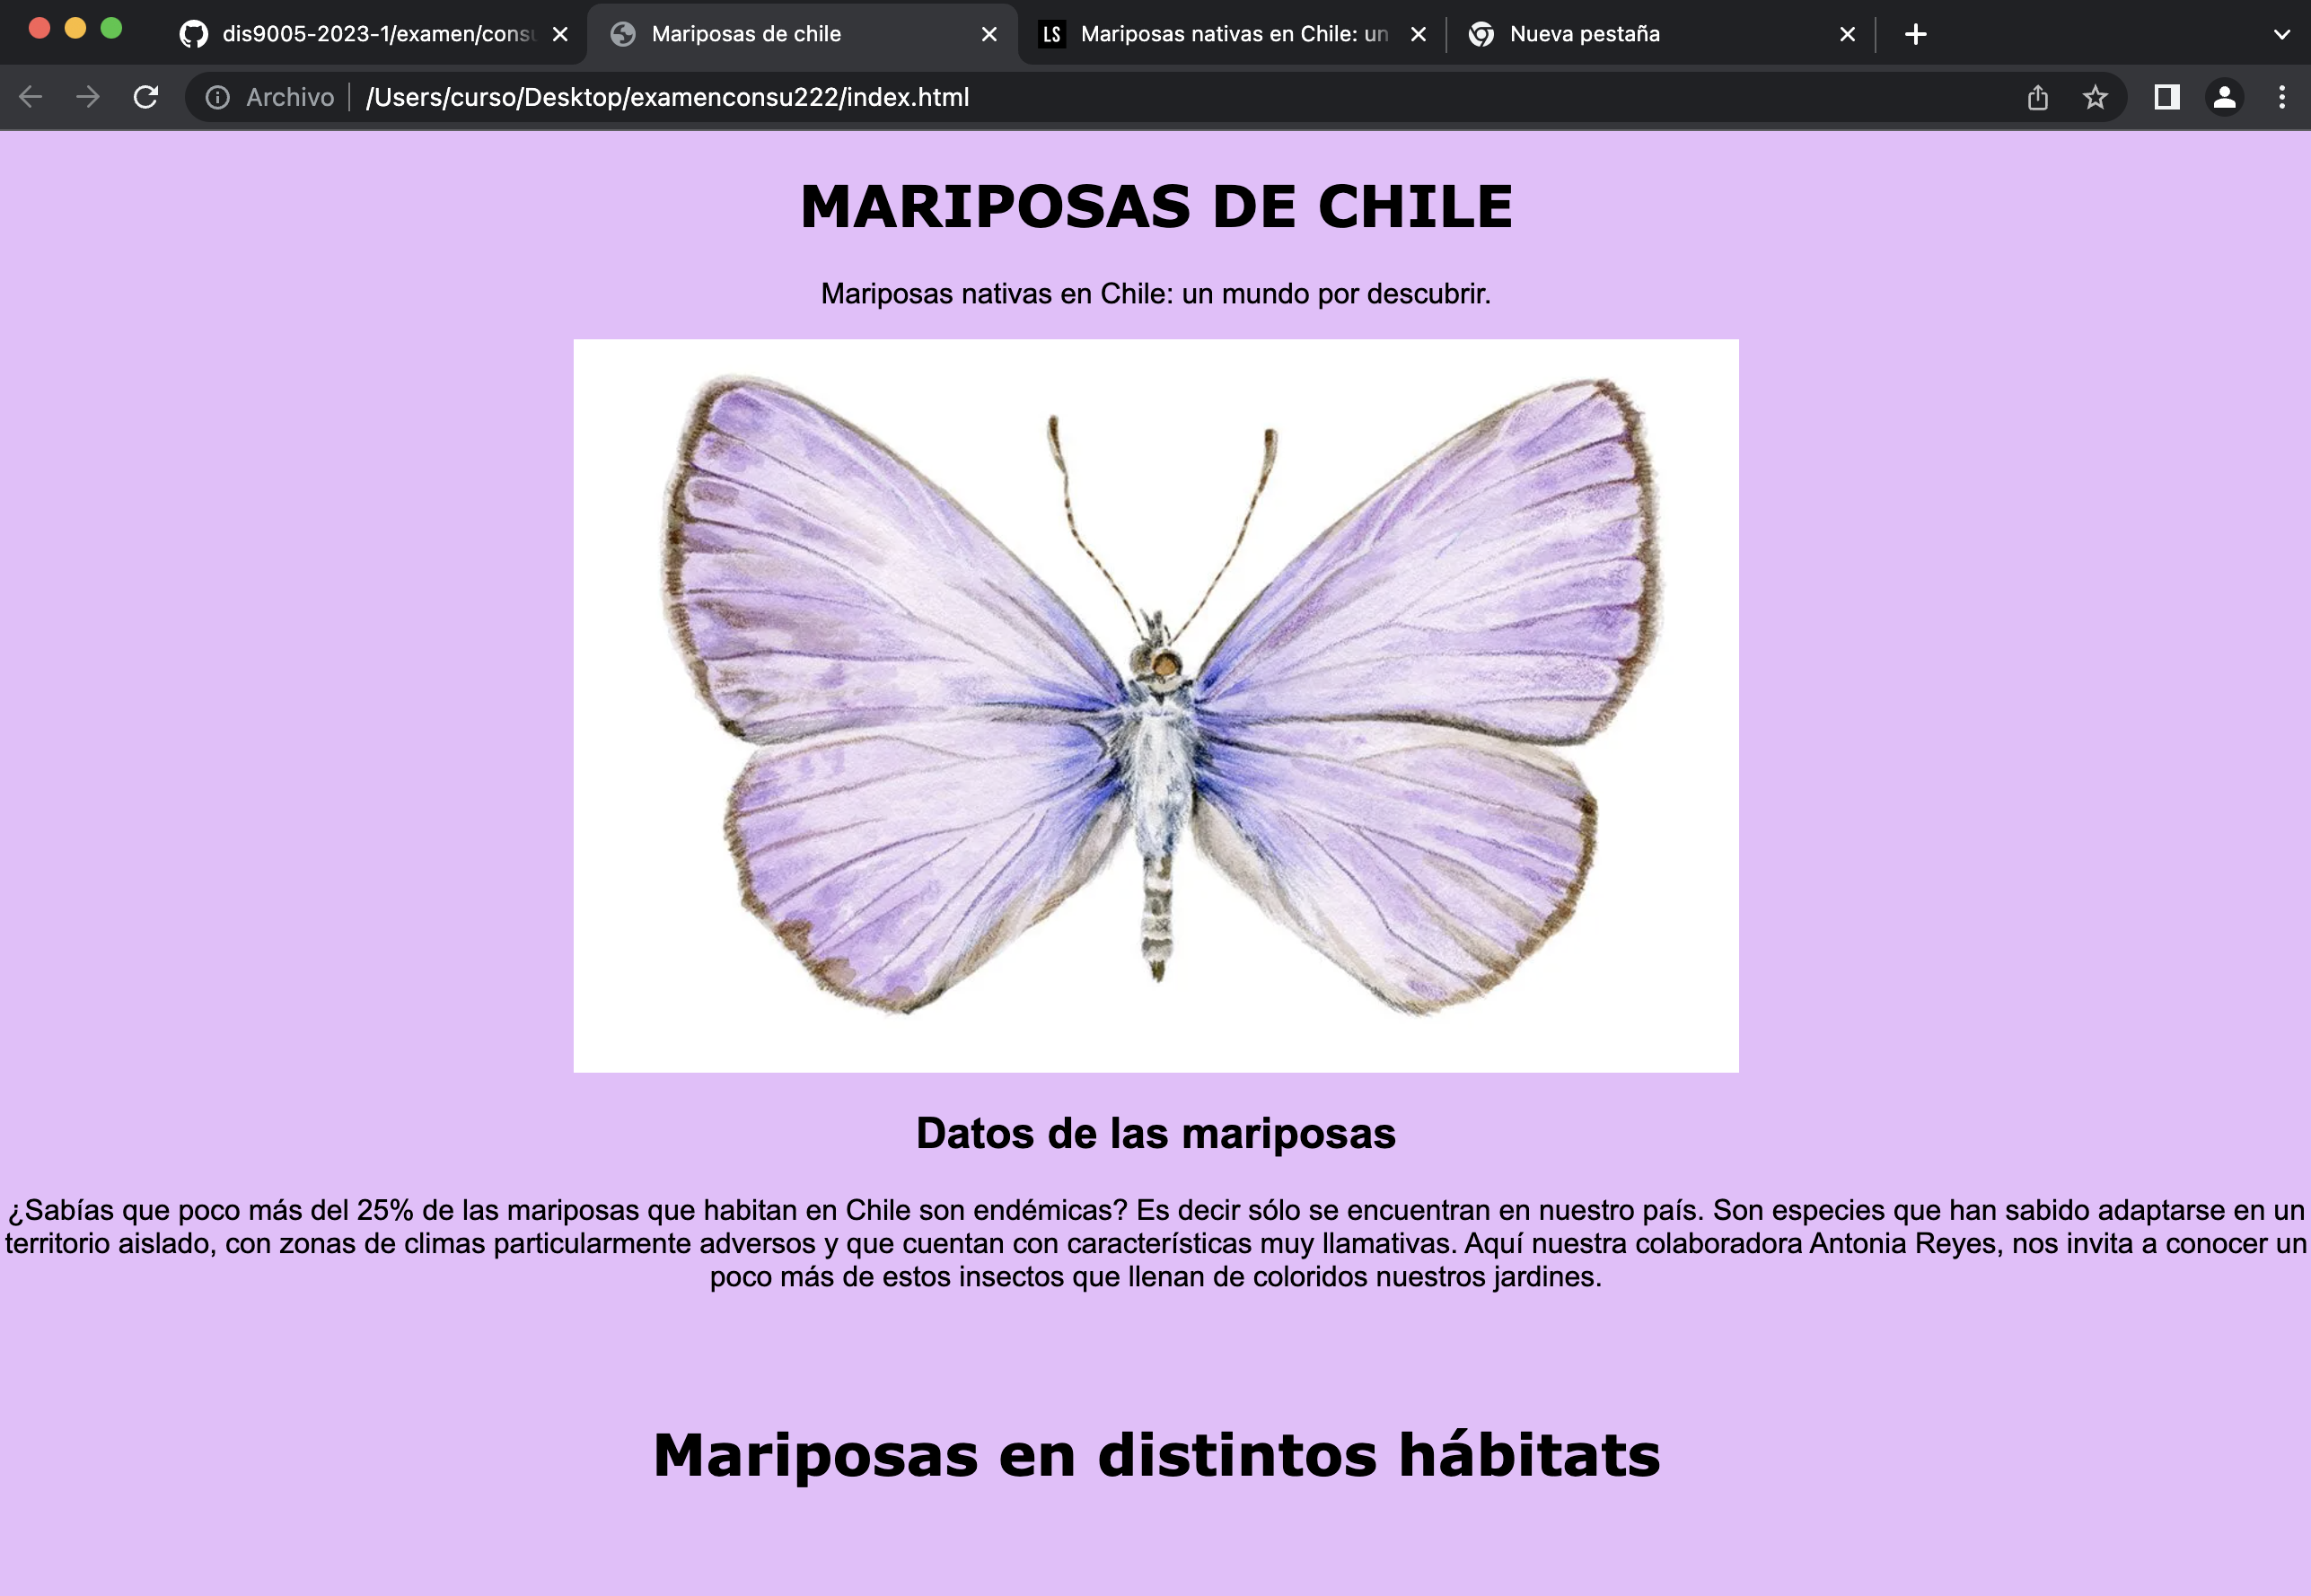 dis9005-2023-1/examen/consu
Mariposas de chile
LS Mariposas nativas en Chile: un
Nueva pestaña
Archivo /Users/curso/Desktop/examenconsu222/index.html
MARIPOSAS DE CHILE
Mariposas nativas en Chile: un mundo por descubrir.
Datos de las mariposas
¿Sabías que poco más del 25% de las mariposas que habitan en Chile son endémicas? Es decir sólo se encuentran en nuestro país. Son especies que han sabido adaptarse en un
territorio aislado, con zonas de climas particularmente adversos y que cuentan con características muy llamativas. Aquí nuestra colaboradora Antonia Reyes, nos invita a conocer un
poco más de estos insectos que llenan de coloridos nuestros jardines.
Mariposas en distintos hábitats